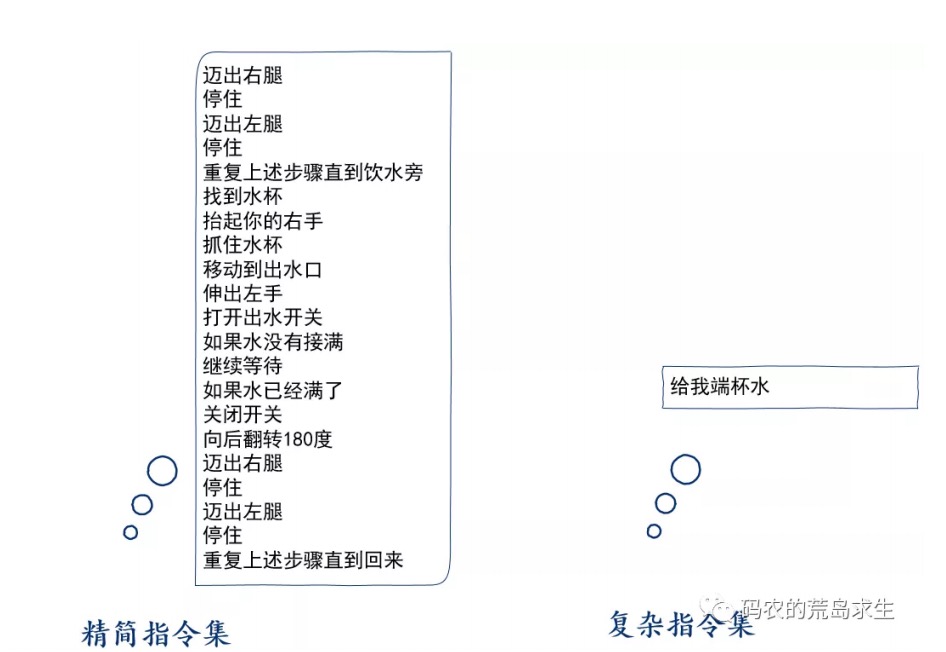 迈出右腿
停住
迈出左腿
停住
重复上述步骤直到饮水旁
找到水杯
抬起你的右手
抓住水杯
移动到出水口
伸出左手
打开出水开关
如果水没有接满
继续等待
如果水已经满了
关闭开关
向后翻转180度
迈出右腿
停住
迈出左腿
停住
重复上述步骤直到回来
给我端杯水
精简指令集
复杂指令集
码农的荒岛求生